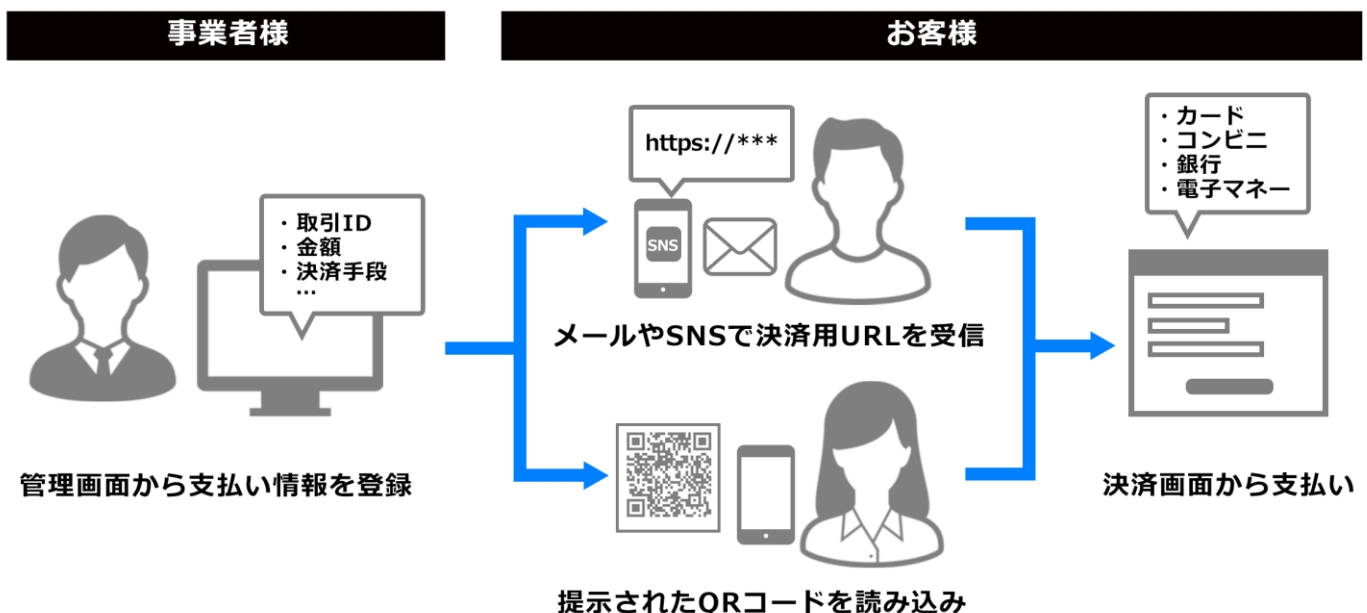 事業者様
お客様
・取引ID
・金額
・決済手段
…
管理画面から支払い情報を登録
https://***
SNS
メールやSNSで決済用URLを受信
提示されたQRコードを読み込み
・カード
・コンビニ
・銀行
・電子マネー
決済画面から支払い